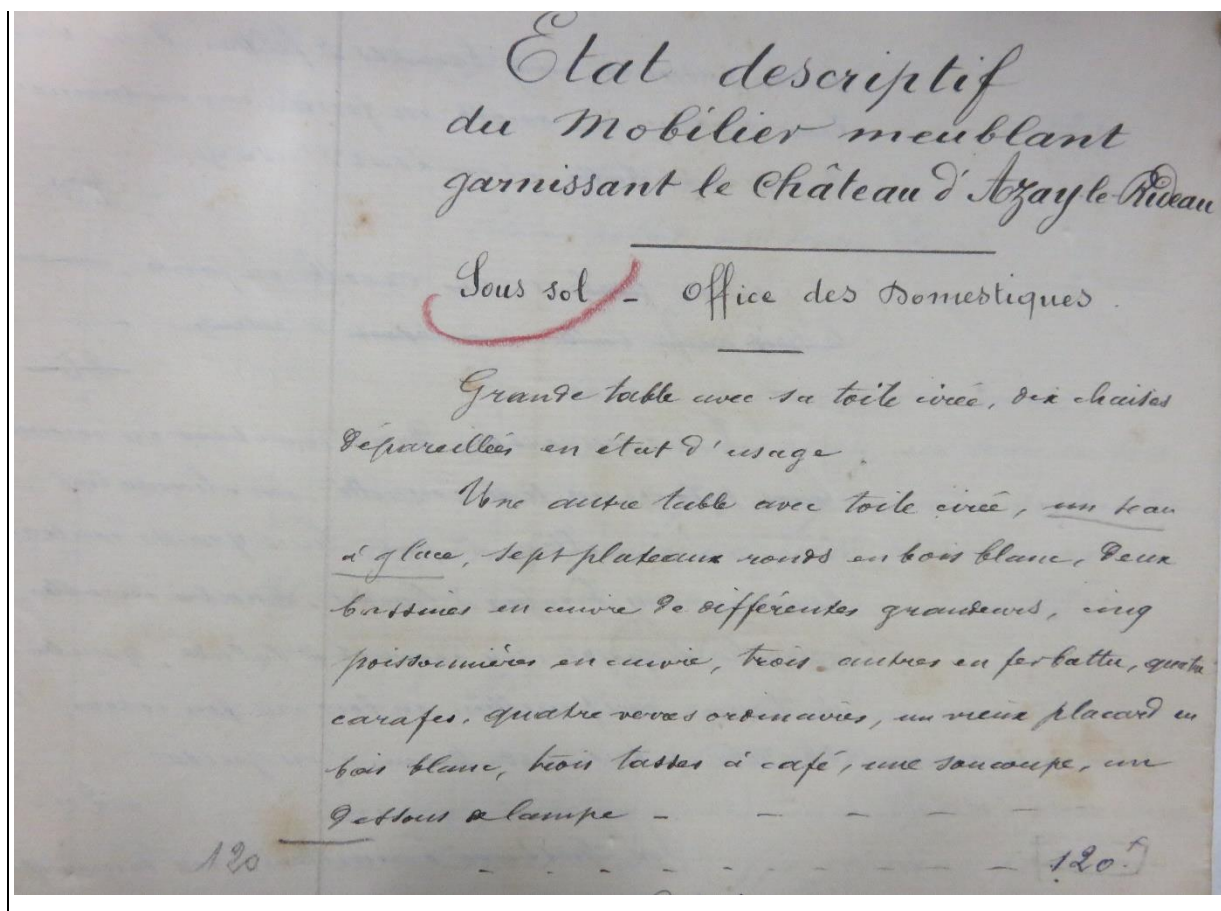 Etat descriptif
du Mobilier meublant
garnissant le Château d'Azay-le-Rideau
Sous sol - Office des Domestiques.
Grande table avec sa toile cirée, dix chaises
dépareillées en état d'usage.
Une autre table avec toile cirée, un seau
à glace, sept plateaux ronds en bois blanc, deux
bassines en cuivre de différentes grandeurs, cinq
poissonnières en cuivre, trois autres en fer battu, quatre
carafes, quatre verres ordinaires, un vieux placard en
bois blanc, trois tasses à café, une soucoupe, un
dessous de lampe - - - - -
120 - - - - - - - - 120 f